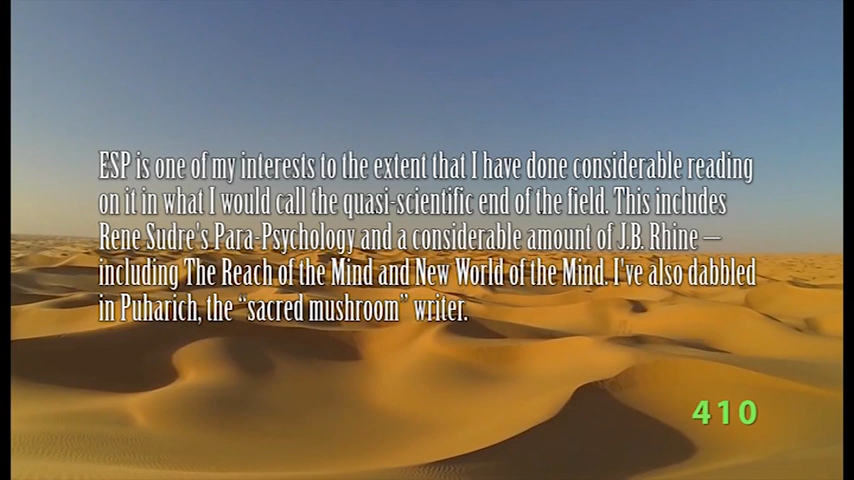 ESP is one of my interests to the extent that I have done considerable reading
on it in what I would call the quasi-scientific end of the field. This includes
Rene Sudre's Para-Psychology and a considerable amount of J.B. Rhine –
including The Reach of the Mind and New World of the Mind. I've also dabbled
in Puharich, the “sacred mushroom” writer.
410